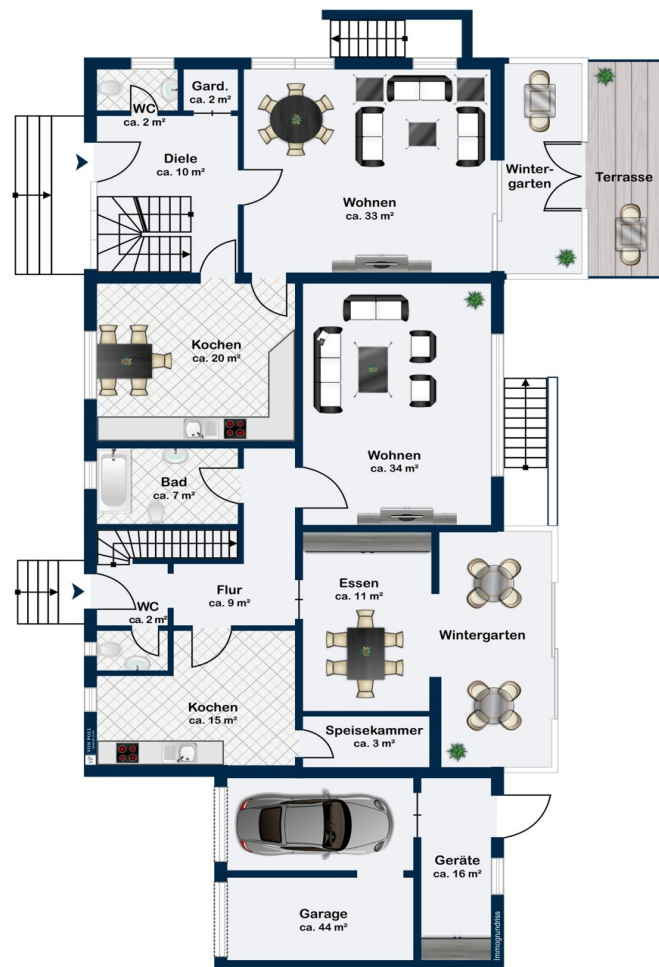 Gard.
ca. 2 m²
WC
ca. 2 m²
Diele
ca. 10 m²
Wohnen
ca. 33 m²
Winter-
garten
Terrasse
Kochen
ca. 20 m²
Wohnen
ca. 34 m²
Bad
ca. 7 m²
Flur
ca. 9 m²
WC
ca. 2 m²
Essen
ca. 11 m²
Wintergarten
Kochen
ca. 15 m²
Speisekammer
ca. 3 m²
VP VON POLL
Geräte
ca. 16 m²
Garage
ca. 44 m²
Immogrundriss